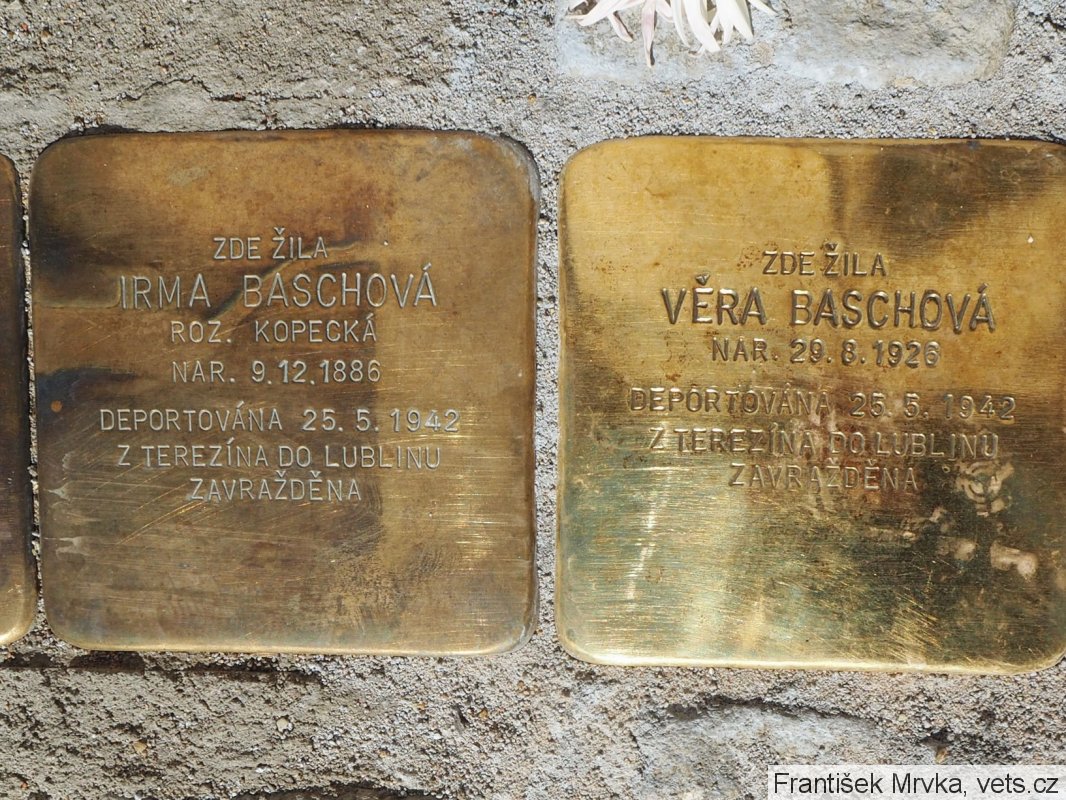 ZDE ŽILA
IRMA BASCHOVÁ
ROZ. KOPECKÁ
NAR. 9.12.1886
DEPORTOVÁNA 25.5.1942
Z TEREZÍNA DO LUBLINU
ZAVRAŽDĚNA
ZDE ŽILA
VĚRA BASCHOVÁ
NAR. 29.8.1926
DEPORTOVÁNA 25.5.1942
Z TEREZÍNA DO LUBLINU
ZAVRAŽDĚNA
František Mrvka, vets.cz